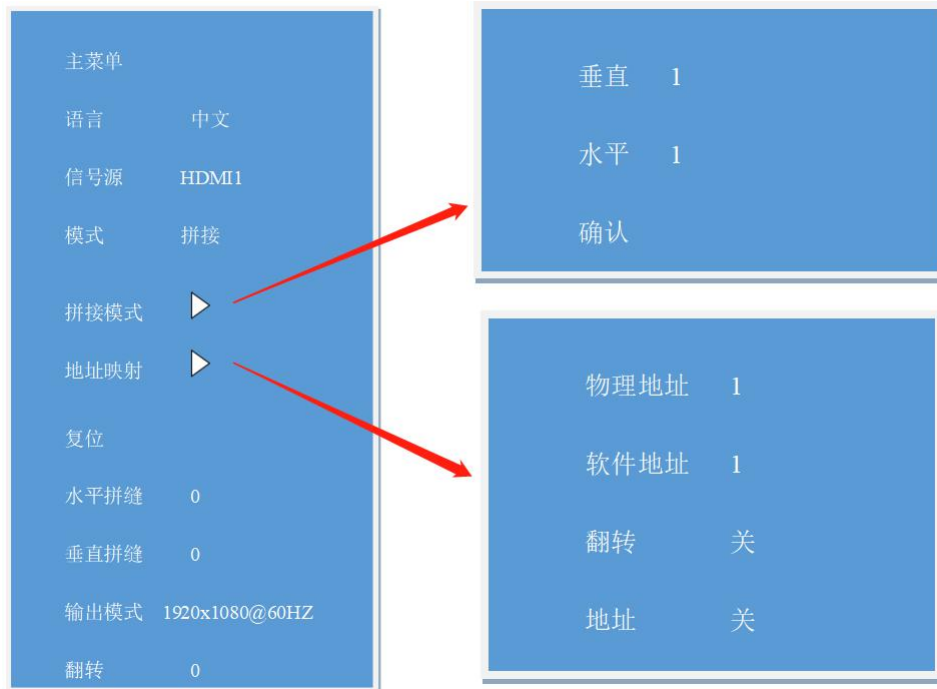 主菜单
语言 中文
信号源 HDMI1
模式 拼接
拼接模式
地址映射
复位
水平拼缝 0
垂直拼缝 0
输出模式 1920x1080@60HZ
翻转 0
垂直 1
水平 1
确认
物理地址 1
软件地址 1
翻转 关
地址 关